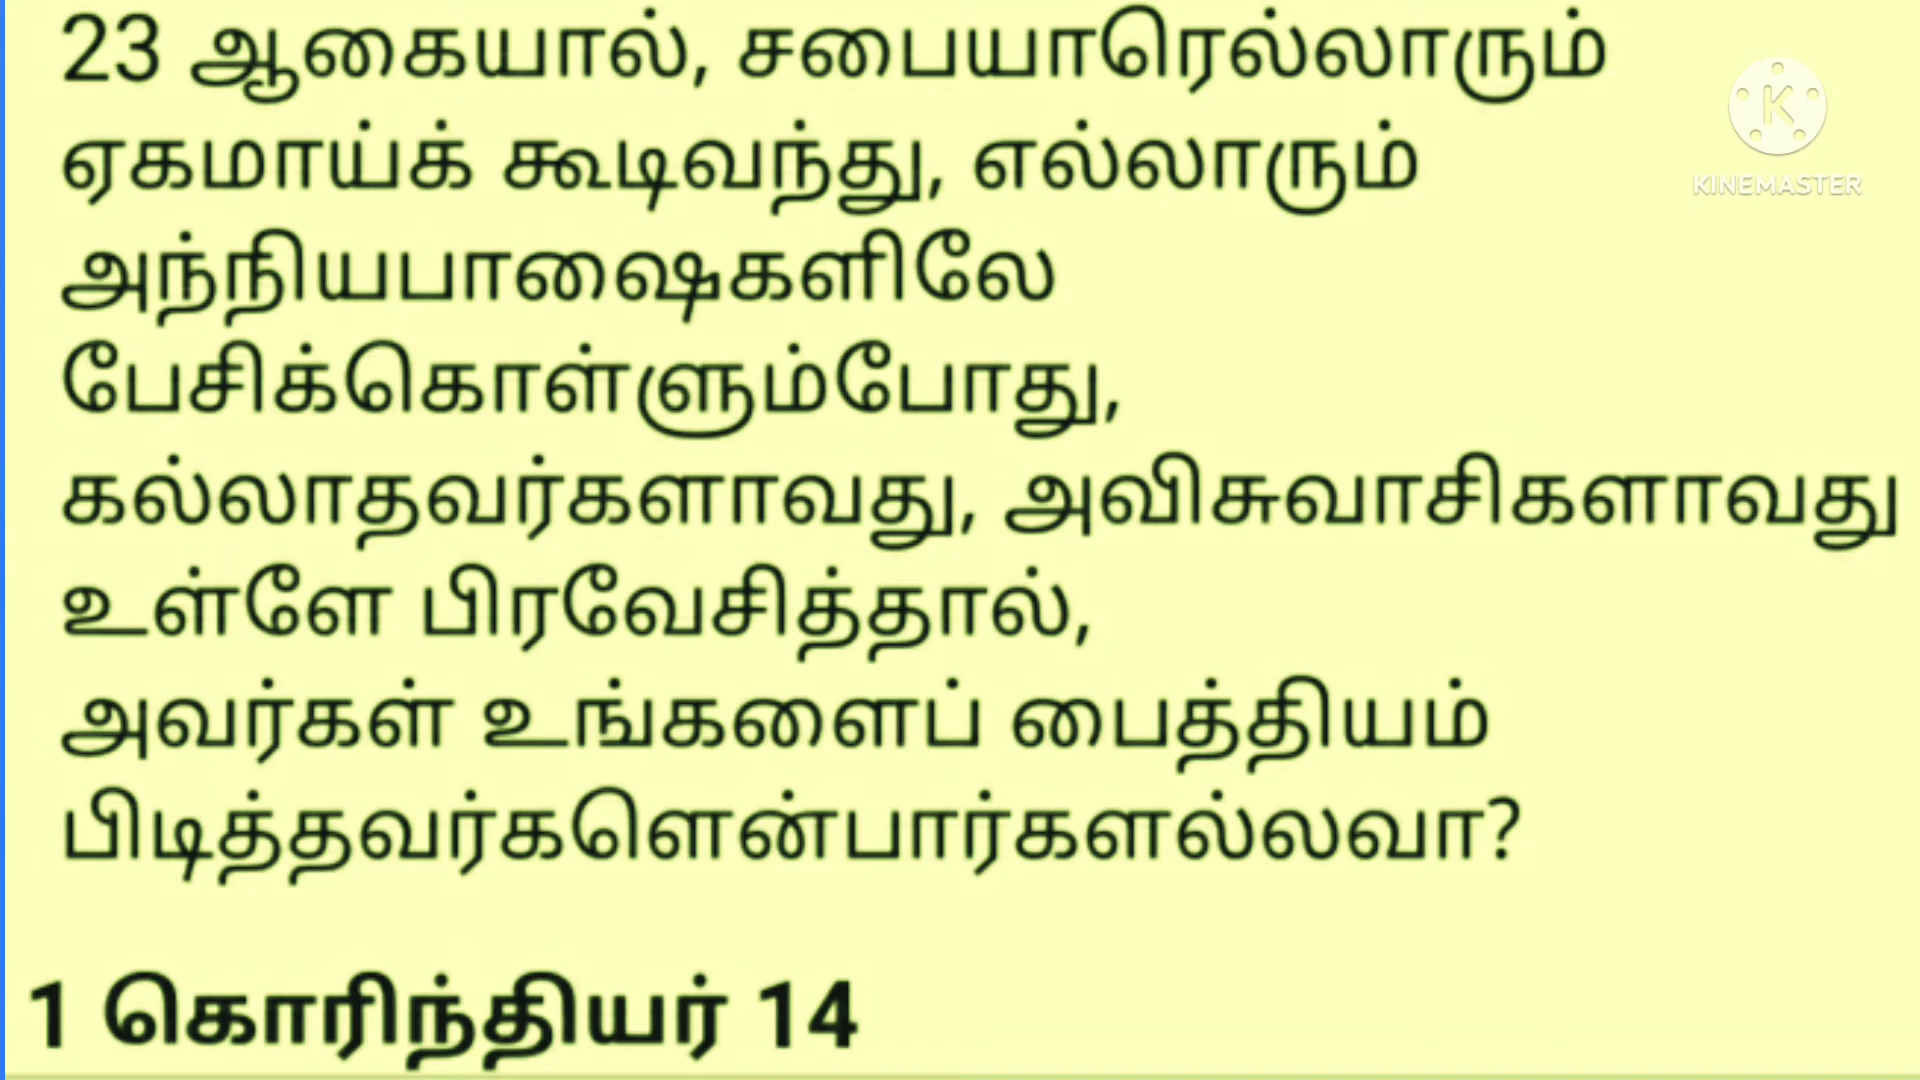 23 ஆகையால், சபையாரெல்லாரும்
ஏகமாய்க் கூடிவந்து, எல்லாரும்
அந்நியபாஷைகளிலே
பேசிக்கொள்ளும்போது,
கல்லாதவர்களாவது, அவிசுவாசிகளாவது
உள்ளே பிரவேசித்தால்,
அவர்கள் உங்களைப் பைத்தியம்
பிடித்தவர்களென்பார்களல்லவா?
1 கொரிந்தியர் 14
K
KINEMASTER